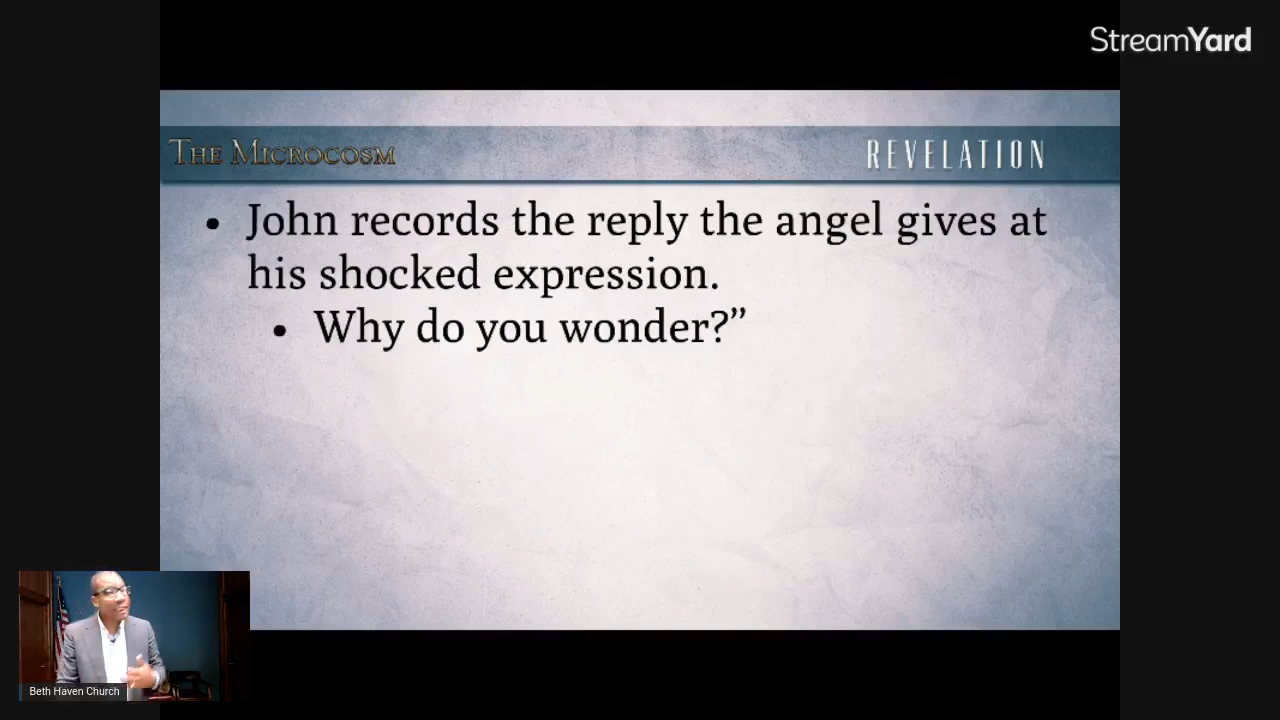 StreamYard
The Microcosm
REVELATION
• John records the reply the angel gives at
his shocked expression.
• Why do you wonder?”
Beth Haven Church